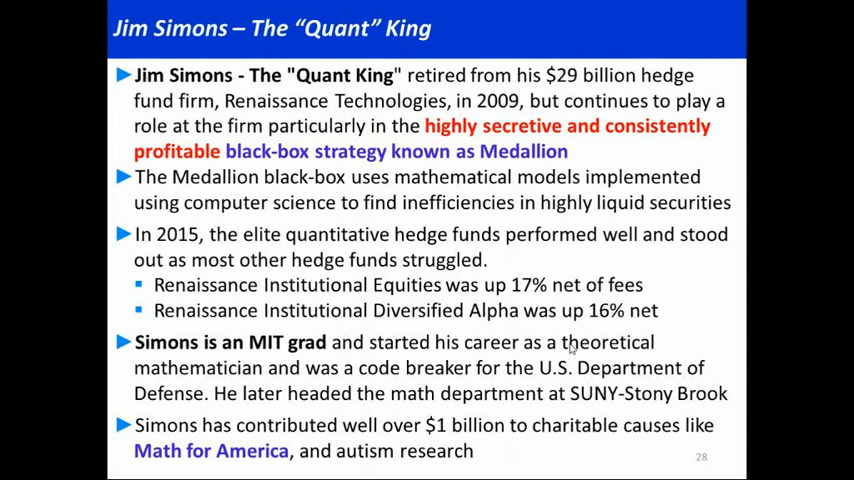 Jim Simons – The “Quant” King
Jim Simons - The "Quant King" retired from his $29 billion hedge
fund firm, Renaissance Technologies, in 2009, but continues to play a
role at the firm particularly in the highly secretive and consistently
profitable black-box strategy known as Medallion
The Medallion black-box uses mathematical models implemented
using computer science to find inefficiencies in highly liquid securities
In 2015, the elite quantitative hedge funds performed well and stood
out as most other hedge funds struggled.
Renaissance Institutional Equities was up 17% net of fees
Renaissance Institutional Diversified Alpha was up 16% net
Simons is an MIT grad and started his career as a theoretical
mathematician and was a code breaker for the U.S. Department of
Defense. He later headed the math department at SUNY-Stony Brook
Simons has contributed well over $1 billion to charitable causes like
Math for America, and autism research
28